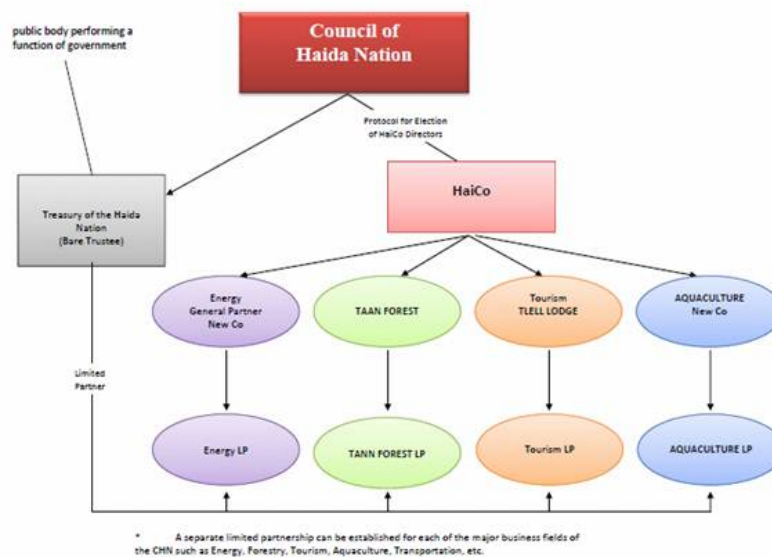 public body performing a
function of government
Council of
Haida Nation
Protocol for Election
of HaiCo Directors
HaiCo
Treasury of the Haida
Nation
(Bare Trustee)
Energy
General Partner
New Co
TAAN FOREST
Tourism
TLELL LODGE
AQUACULTURE
New Co
Limited
Partner
Energy LP
TANN FOREST LP
Tourism LP
AQUACULTURE LP
* A separate limited partnership can be established for each of the major business fields of
the CHN such as Energy, Forestry, Tourism, Aquaculture, Transportation, etc.